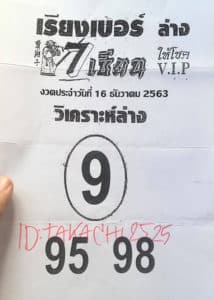 เรียงเบอร์ ล่าง
7 เซียน ให้โชค V.I.P
งวดประจำวันที่ 16 ธันวาคม 2563
วิเคราะห์ล่าง
9
ID:TAKACHI2525
95 98